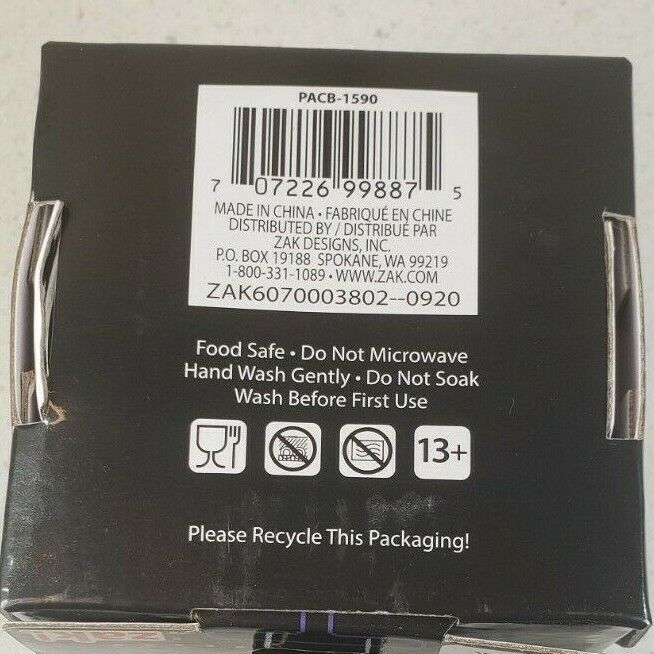 PACB-1590
7 07226 99887 5
MADE IN CHINA • FABRIQUÉ EN CHINE
DISTRIBUTED BY / DISTRIBUÉ PAR
ZAK DESIGNS, INC.
P.O. BOX 19188 SPOKANE, WA 99219
1-800-331-1089 • WWW.ZAK.COM
ZAK6070003802--0920
Food Safe • Do Not Microwave
Hand Wash Gently • Do Not Soak
Wash Before First Use
13+
Please Recycle This Packaging!